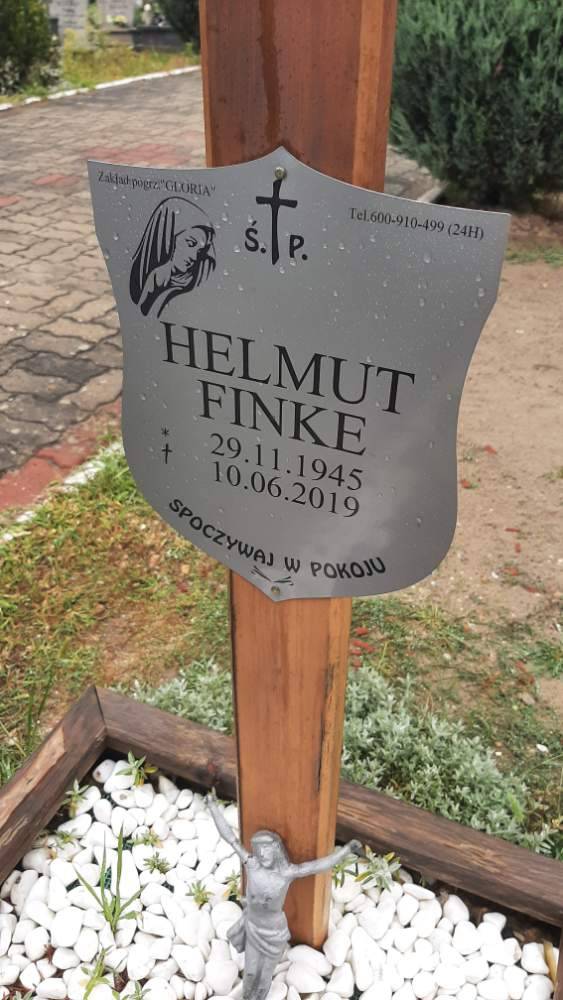 Zakład pogrz. "GLORIA"
Tel.600-910-499 (24H)
Ś. P.
HELMUT
FINKE
* 29.11.1945
† 10.06.2019
SPOCZYWAJ W POKOJU